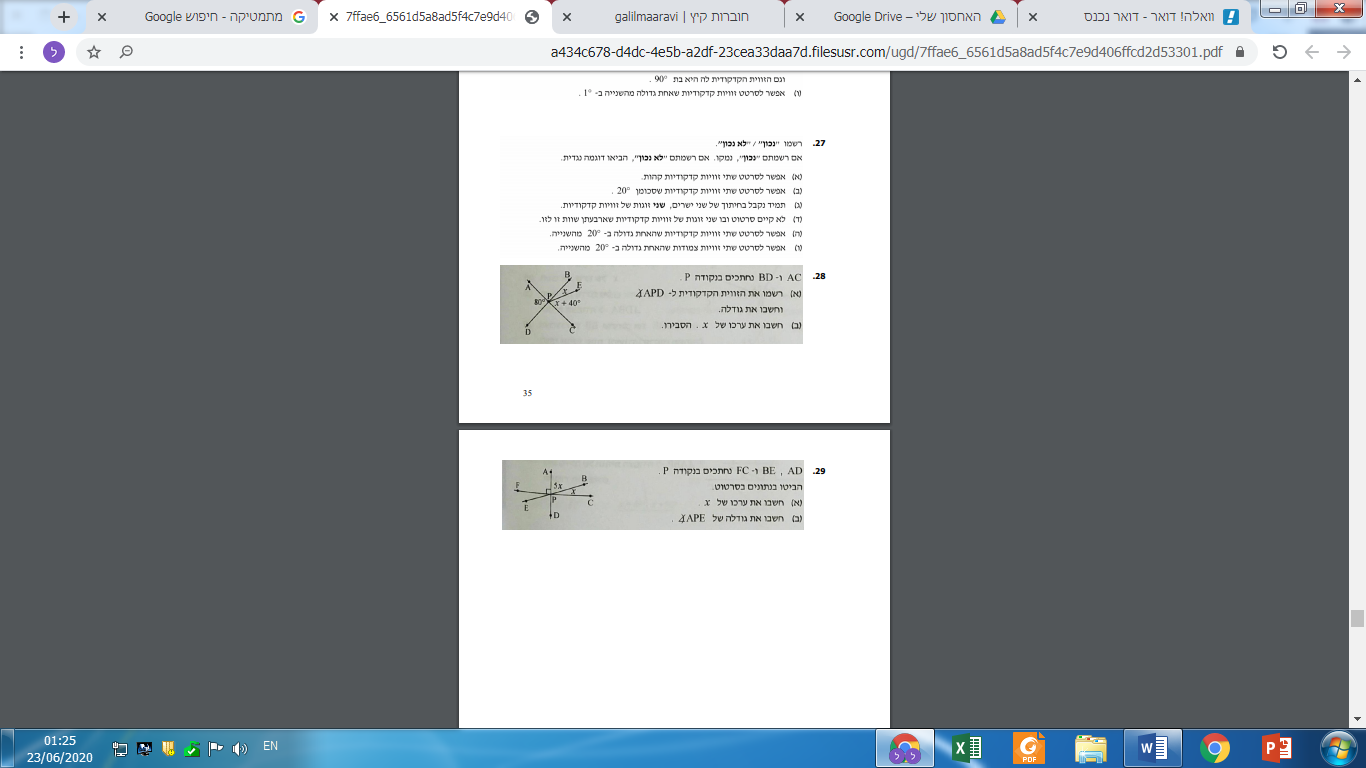 מתמטיקה - חיפוש Google
7ffae6_6561d5a8ad5f4c7e9d40
חוברות קיץ | galilmaaravi
האחסון שלי – Google Drive
וואלה! דואר - דואר נכנס
ל
a434c678-d4dc-4e5b-a2df-23cea33daa7d.filesusr.com/ugd/7ffae6_6561d5a8ad5f4c7e9d406ffcd2d53301.pdf
וגם הזווית הקדקודית לה היא בת 90° .
(ו) אפשר לסרטט זוויות קדקודיות שאחת גדולה מהשנייה ב- 1° .
27. רשמו "נכון" / "לא נכון".
אם רשמתם "נכון", נמקו. אם רשמתם "לא נכון", הביאו דוגמה נגדית.
(א) אפשר לסרטט שתי זוויות קדקודיות קהות.
(ב) אפשר לסרטט שתי זוויות קדקודיות שסכומן 20° .
(ג) תמיד נקבל בחיתוך של שני ישרים, שני זוגות של זוויות קדקודיות.
(ד) לא קיים סרטוט ובו שני זוגות של זוויות קדקודיות שארבעתן שוות זו לזו.
(ה) אפשר לסרטט שתי זוויות קדקודיות שהאחת גדולה ב- 20° מהשנייה.
(ו) אפשר לסרטט שתי זוויות צמודות שהאחת גדולה ב- 20° מהשנייה.
28. AC ו- BD נחתכים בנקודה P .
(א) רשמו את הזווית הקדקודית ל- ∡APD
וחשבו את גודלה.
(ב) חשבו את ערכו של x . הסבירו.
A B E P x 80° x + 40° D C
35
29. AD , BE ו- FC נחתכים בנקודה P .
הביטו בנתונים בסרטוט.
(א) חשבו את ערכו של x .
(ב) חשבו את גודלה של ∡APE .
A B F 5x x P C E D
01:25
23/06/2020
EN
PDF